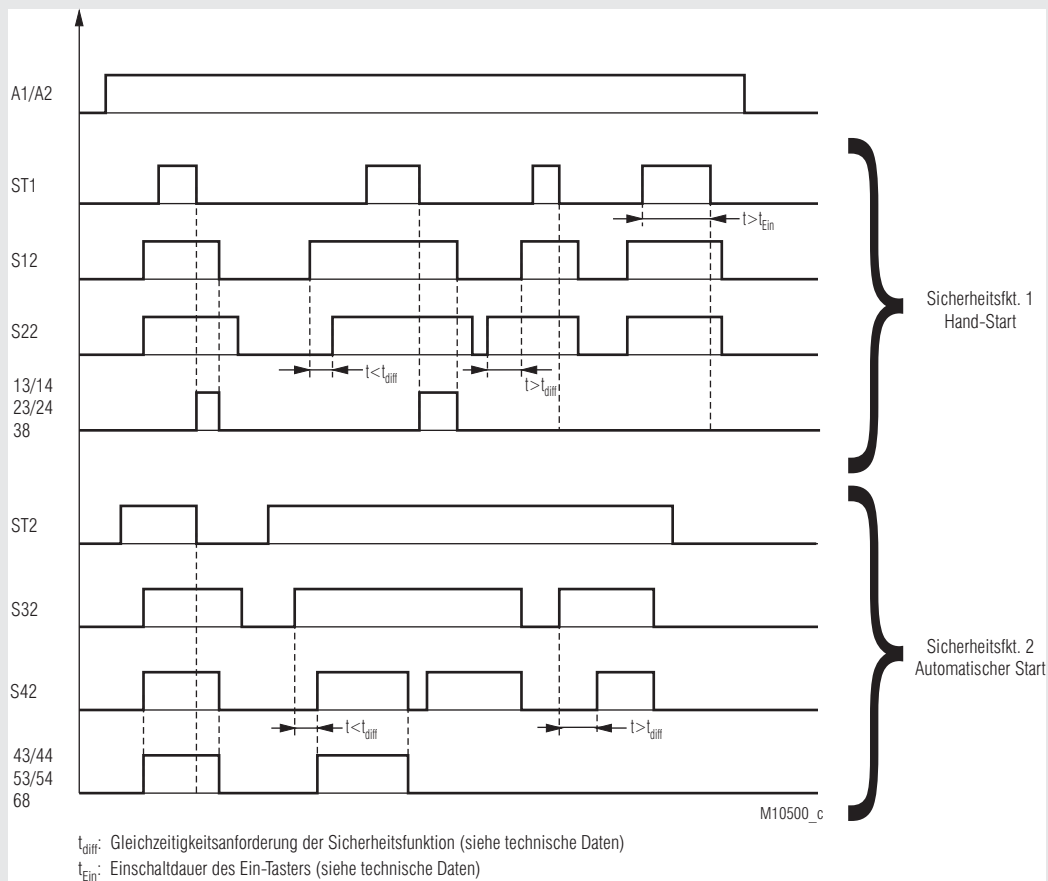 A1/A2
ST1
t>tEin
S12
S22
t<tdiff
t>tdiff
13/14
23/24
38
Sicherheitsfkt. 1
Hand-Start
ST2
S32
S42
t<tdiff
t>tdiff
43/44
53/54
68
Sicherheitsfkt. 2
Automatischer Start
M10500_c
tdiff: Gleichzeitigkeitsanforderung der Sicherheitsfunktion (siehe technische Daten)
tEin: Einschaltdauer des Ein-Tasters (siehe technische Daten)